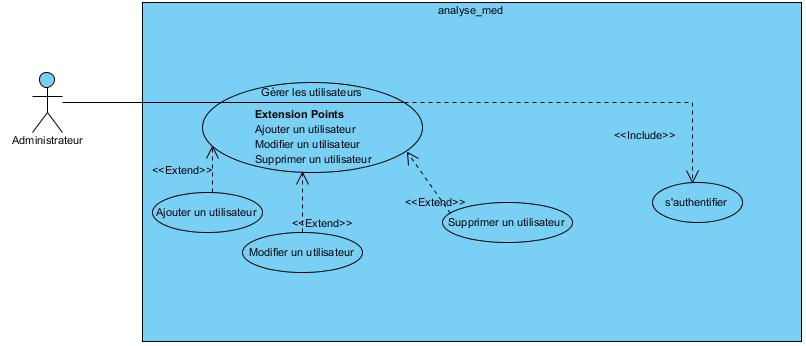 analyse_med
Gérer les utilisateurs
Extension Points
Ajouter un utilisateur
Modifier un utilisateur
Supprimer un utilisateur
<<Include>>
Administrateur
<<Extend>>
<<Extend>>
<<Extend>>
s'authentifier
Ajouter un utilisateur
Supprimer un utilisateur
Modifier un utilisateur